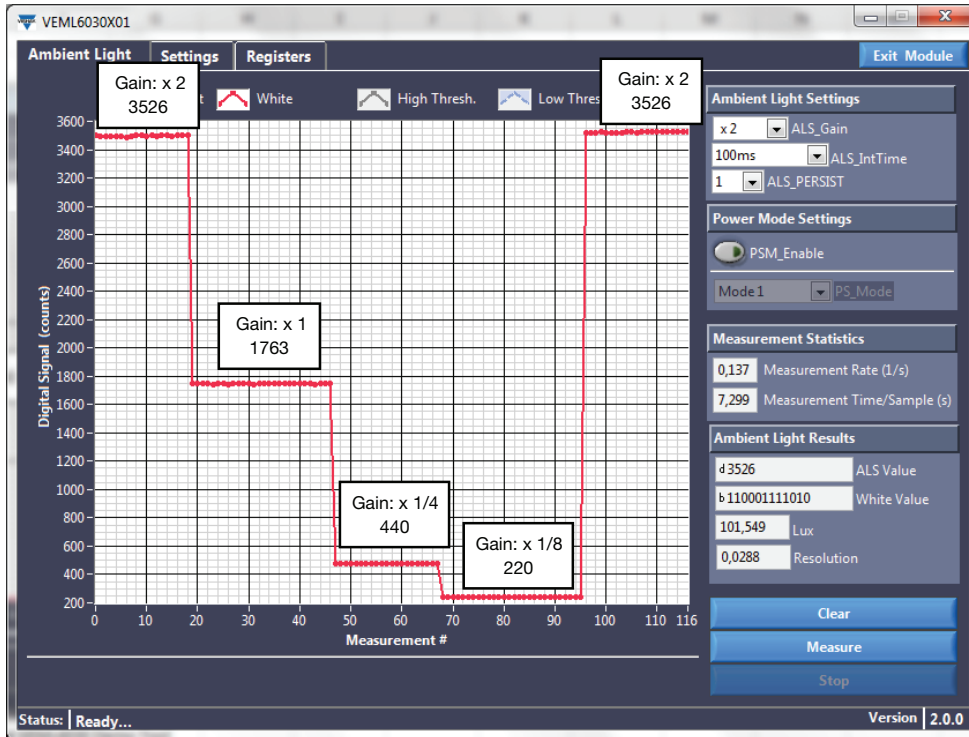 VEML6030X01
Ambient Light Settings Registers Exit Module
Gain: x 2
3526
White High Thresh. Low Thres
Gain: x 2
3526
Digital Signal (counts)
3600
3400
3200
3000
2800
2600
2400
2200
2000
1800
1600
1400
1200
1000
800
600
400
200
Gain: x 1
1763
Gain: x 1/4
440
Gain: x 1/8
220
0 10 20 30 40 50 60 70 80 90 100 110 116
Measurement #
Ambient Light Settings
x 2 ALS_Gain
100ms ALS_IntTime
1 ALS_PERSIST
Power Mode Settings
PSM_Enable
Mode 1 PS_Mode
Measurement Statistics
0,137 Measurement Rate (1/s)
7,299 Measurement Time/Sample (s)
Ambient Light Results
d 3526 ALS Value
b 110001111010 White Value
101,549 Lux
0,0288 Resolution
Clear
Measure
Stop
Status: Ready... Version 2.0.0